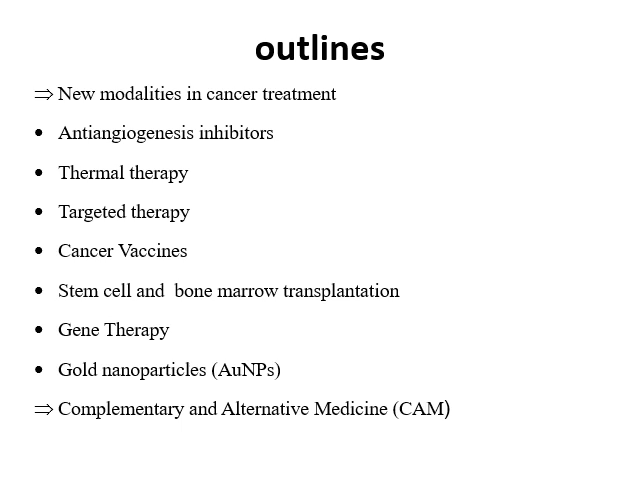 outlines
⇒ New modalities in cancer treatment
• Antiangiogenesis inhibitors
• Thermal therapy
• Targeted therapy
• Cancer Vaccines
• Stem cell and  bone marrow transplantation
• Gene Therapy
• Gold nanoparticles (AuNPs)
⇒ Complementary and Alternative Medicine (CAM)